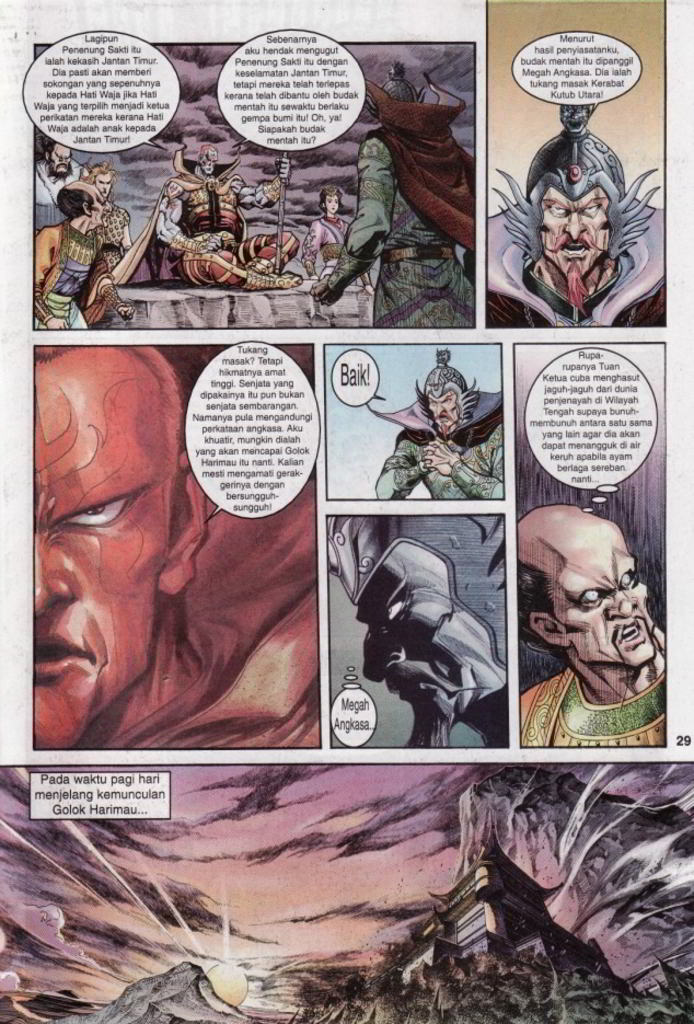 Lagipun
Penenung Sakti itu
ialah kekasih Jantan Timur.
Dia pasti akan memberi
sokongan yang sepenuhnya
kepada Hati Waja jika Hati
Waja yang terpilih menjadi ketua
perikatan mereka kerana Hati
Waja adalah anak kepada
Jantan Timur!
Sebenarnya
aku hendak mengugut
Penenung Sakti itu dengan
keselamatan Jantan Timur,
tetapi mereka telah terlepas
kerana telah dibantu oleh budak
mentah itu sewaktu berlaku
gempa bumi itu! Oh, ya!
Siapakah budak
mentah itu?
Menurut
hasil penyiasatanku,
budak mentah itu dipanggil
Megah Angkasa. Dia ialah
tukang masak Kerabat
Kutub Utara!
Tukang
masak? Tetapi
hikmatnya amat
tinggi. Senjata yang
dipakainya itu pun bukan
senjata sembarangan.
Namanya pula mengandungi
perkataan angkasa. Aku
khuatir, mungkin dialah
yang akan mencapai Golok
Harimau itu nanti. Kalian
mesti mengamati gerak-
gerinya dengan
bersungguh-
sungguh!
Baik!
Megah
Angkasa...
Rupa-
rupanya Tuan
Ketua cuba menghasut
jaguh-jaguh dari dunia
penjenayah di Wilayah
Tengah supaya bunuh-
membunuh antara satu sama
yang lain agar dia akan
dapat menangguk di air
keruh apabila ayam
berlaga sereban.
nanti...
29
Pada waktu pagi hari
menjelang kemunculan
Golok Harimau...